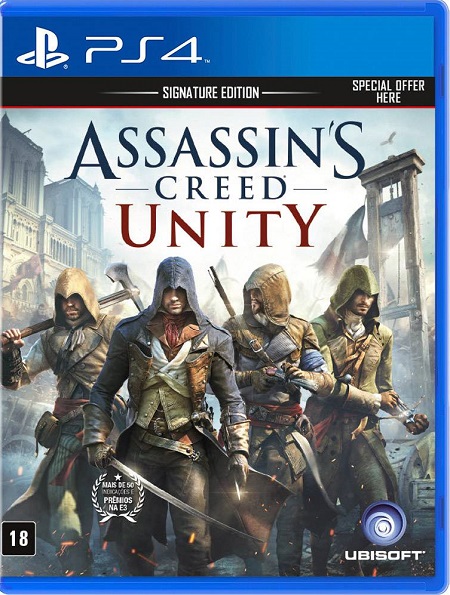 PS4
SIGNATURE EDITION
SPECIAL OFFER
HERE
ASSASSIN'S
CREED
UNITY
MAIS DE 50
INDICAÇÕES E
PRÊMIOS
NA E3
18
UBISOFT